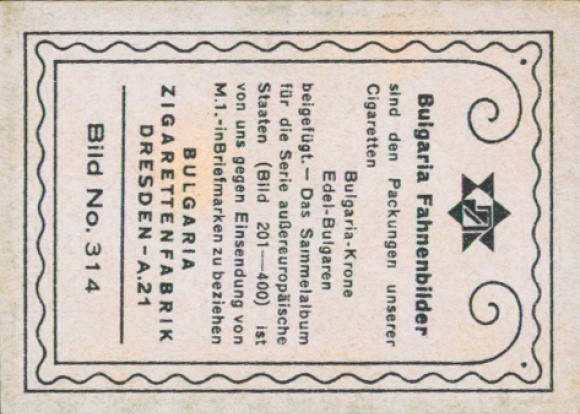 Bulgaria Fahnenbilder
sind den Packungen unserer
Cigaretten
Bulgaria-Krone
Edel-Bulgaren
beigefügt. — Das Sammelalbum
für die Serie außereuropäische
Staaten (Bild 201—400) ist
von uns gegen Einsendung von
M.1.-in Briefmarken zu beziehen
BULGARIA
ZIGARETTENFABRIK
DRESDEN-A.21
Bild No. 314